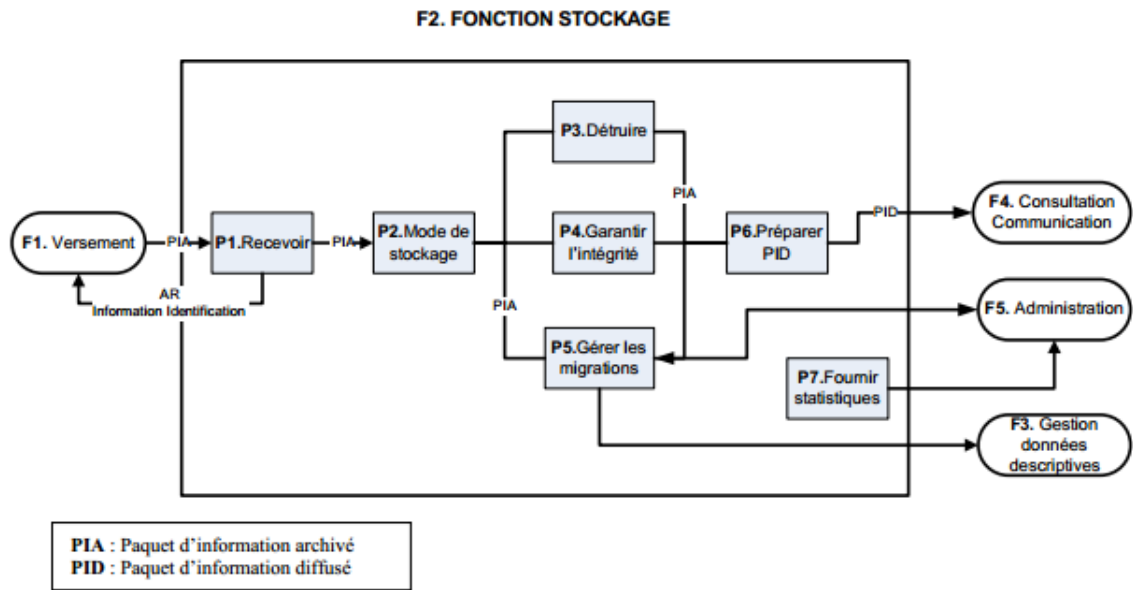 F2. FONCTION STOCKAGE
P3.Détruire
PIA
F1. Versement
PIA
P1.Recevoir
PIA
P2.Mode de
stockage
P4.Garantir
l'intégrité
P6.Préparer
PID
PID
F4. Consultation
Communication
AR
Information Identification
PIA
P5.Gérer les
migrations
F5. Administration
P7.Fournir
statistiques
F3. Gestion
données
descriptives
PIA : Paquet d'information archivé
PID : Paquet d'information diffusé